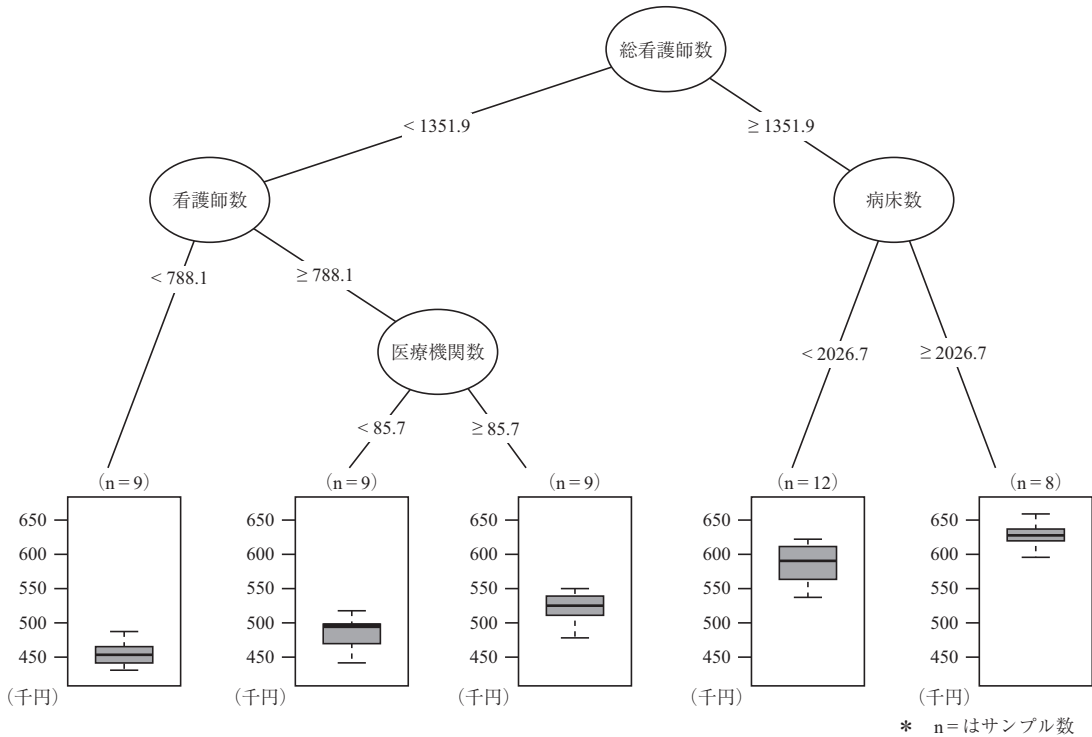 総看護師数
< 1351.9
≥ 1351.9
看護師数
病床数
< 788.1
≥ 788.1
医療機関数
< 2026.7
≥ 2026.7
< 85.7
≥ 85.7
(n = 9)
(n = 9)
(n = 9)
(n = 12)
(n = 8)
650
600
550
500
450
(千円)
650
600
550
500
450
(千円)
650
600
550
500
450
(千円)
650
600
550
500
450
(千円)
650
600
550
500
450
(千円)
* n = はサンプル数